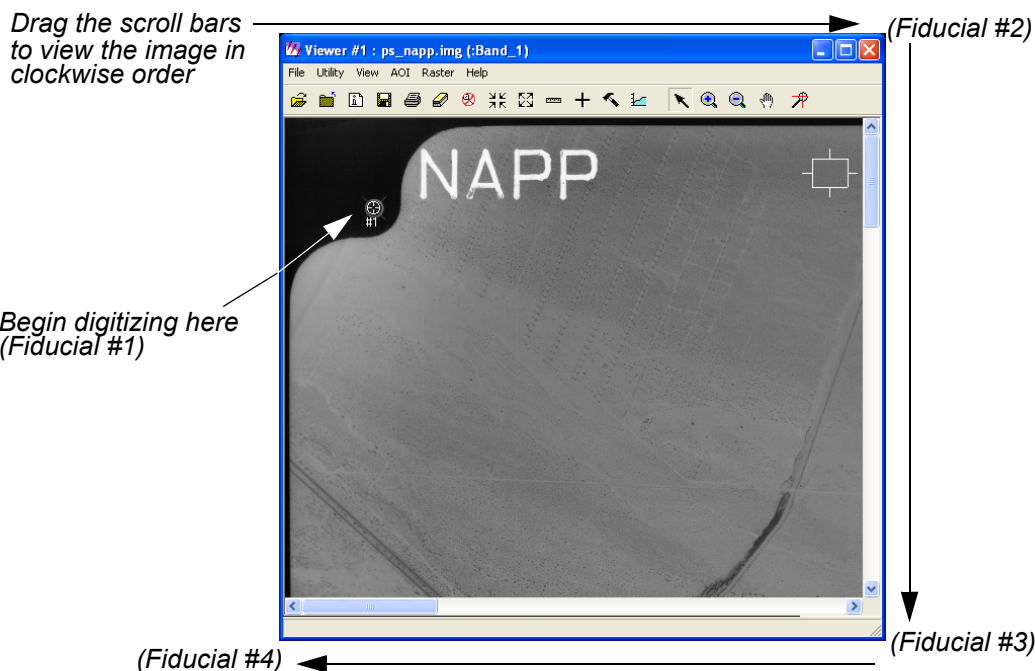 Drag the scroll bars
to view the image in
clockwise order
(Fiducial #2)
Viewer #1 : ps_napp.img (:Band_1)
File Utility View AOI Raster Help
NAPP
#1
Begin digitizing here
(Fiducial #1)
(Fiducial #3)
(Fiducial #4)